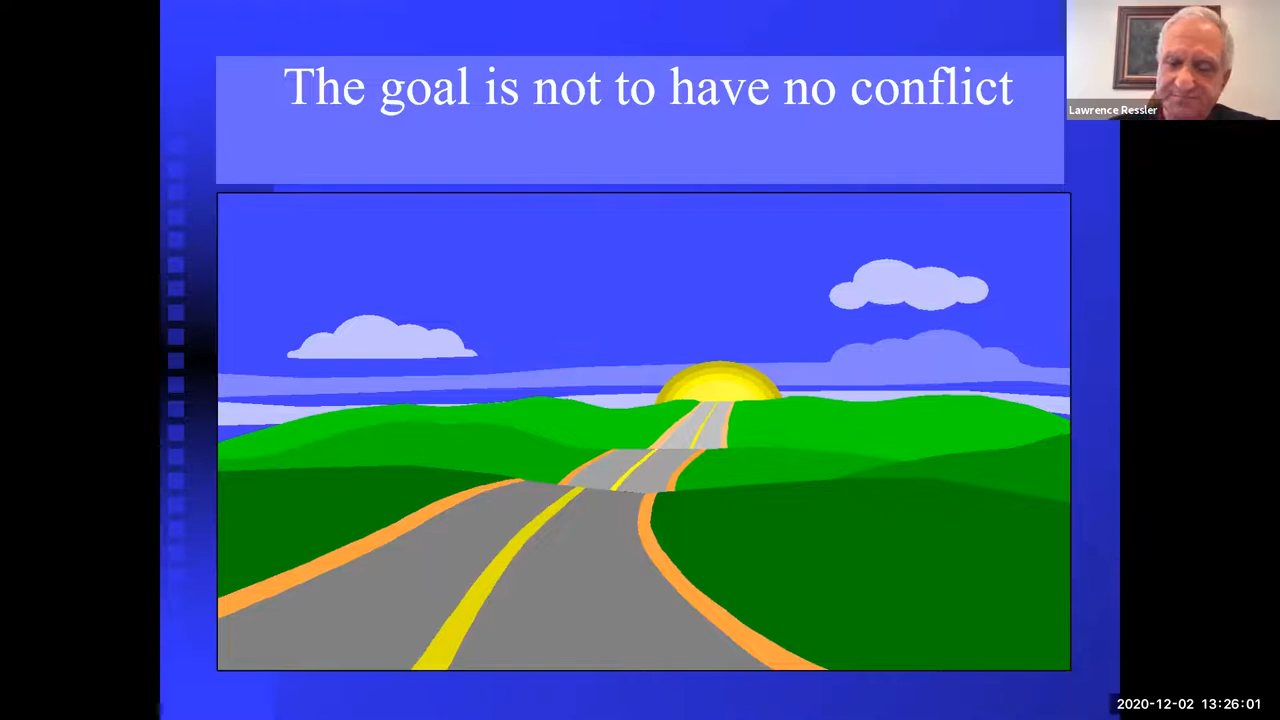 The goal is not to have no conflict
Lawrence Ressler
2020-12-02 13:26:01